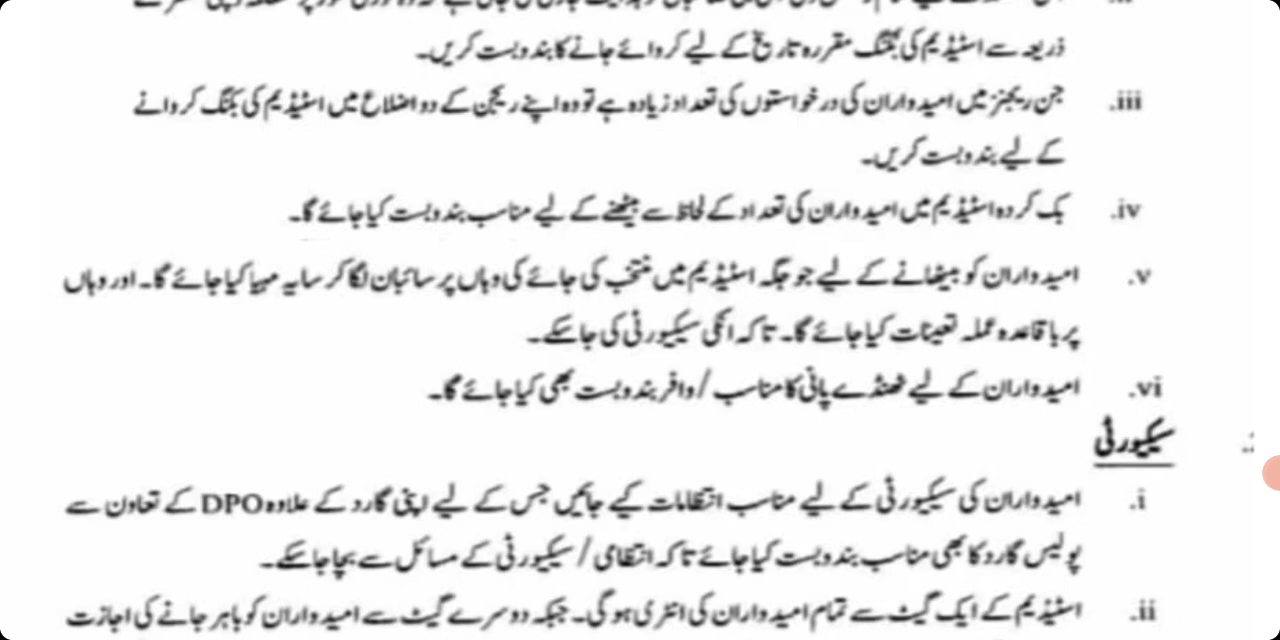 ذریعہ سے اسٹیڈیم کی بکنگ مقررہ تاریخ کے لیے کروائے جانے کا بندوبست کریں۔
iii. جن ریجنز میں امیدواران کی درخواستوں کی تعداد زیادہ ہے تو وہ اپنے ریجن کے دو اضلاع میں اسٹیڈیم کی بکنگ کروانے
کے لیے بندوبست کریں۔
iv. بک کردہ اسٹیڈیم میں امیدواران کی تعداد کے لحاظ سے بیٹھنے کے لیے مناسب بندوبست کیا جائے گا۔
v. امیدواران کو بیٹھانے کے لیے جو جگہ اسٹیڈیم میں منتخب کی جائے کی وہاں پر سائبان لگا کر سایہ مہیا کیا جائے گا۔ اور وہاں
پر باقاعدہ عملہ تعینات کیا جائے گا۔ تاکہ انکی سیکیورٹی کی جاسکے۔
vi. امیدواران کے لیے ٹھنڈے پانی کا مناسب / وافر بندوبست بھی کیا جائے گا۔
سیکیورٹی
i. امیدواران کی سیکیورٹی کے لیے مناسب انتظامات کیے جائیں جس کے لیے اپنی گارد کے علاوہ DPO کے تعاون سے
پولیس گارد کا بھی مناسب بندوبست کیا جائے تاکہ انتظامی / سیکیورٹی کے مسائل سے بچا جاسکے۔
ii. اسٹیڈیم کے ایک گیٹ سے تمام امیدواران کی انٹری ہوگی۔ جبکہ دوسرے گیٹ سے امیدواران کو باہر جانے کی اجازت